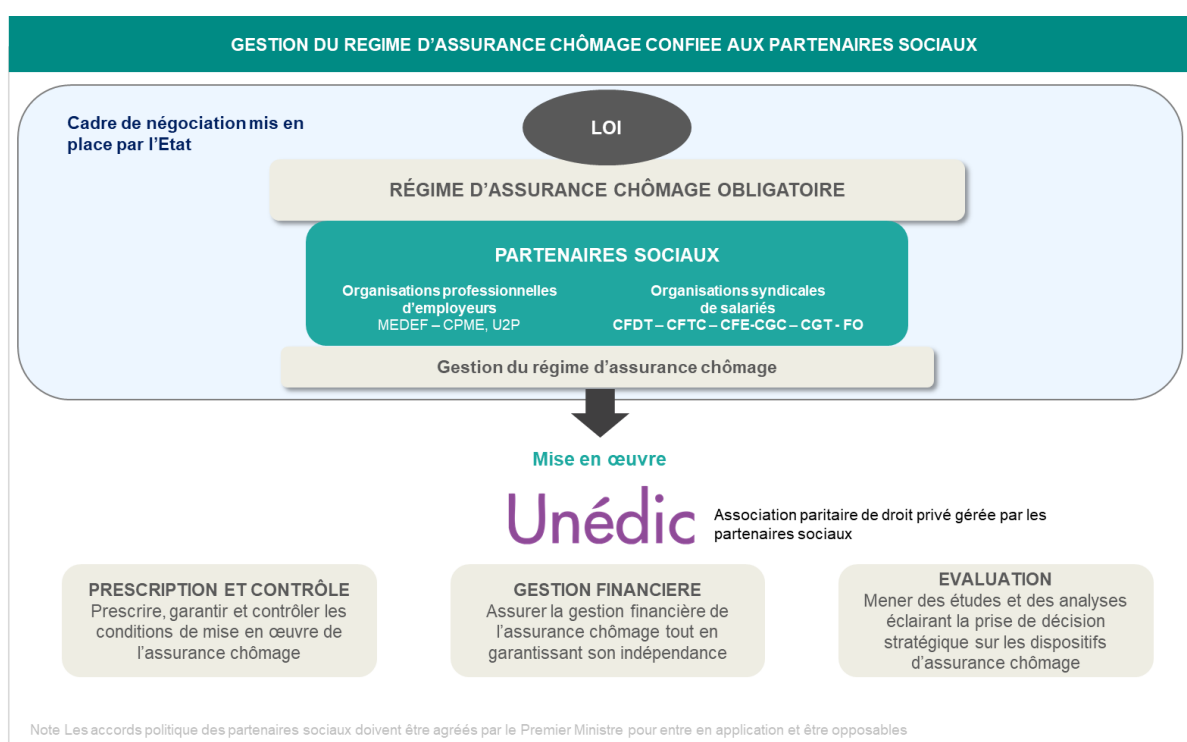 GESTION DU REGIME D’ASSURANCE CHÔMAGE CONFIEE AUX PARTENAIRES SOCIAUX
Cadre de négociation mis en
place par l’Etat
LOI
RÉGIME D’ASSURANCE CHÔMAGE OBLIGATOIRE
PARTENAIRES SOCIAUX
Organisations professionnelles
d’employeurs
MEDEF – CPME, U2P
Organisations syndicales
de salariés
CFDT – CFTC – CFE-CGC – CGT - FO
Gestion du régime d’assurance chômage
Mise en œuvre
Unédic
Association paritaire de droit privé gérée par les
partenaires sociaux
PRESCRIPTION ET CONTRÔLE
Prescrire, garantir et contrôler les
conditions de mise en œuvre de
l’assurance chômage
GESTION FINANCIERE
Assurer la gestion financière de
l’assurance chômage tout en
garantissant son indépendance
EVALUATION
Mener des études et des analyses
éclairant la prise de décision
stratégique sur les dispositifs
d’assurance chômage
Note Les accords politique des partenaires sociaux doivent être agréés par le Premier Ministre pour entre en application et être opposables